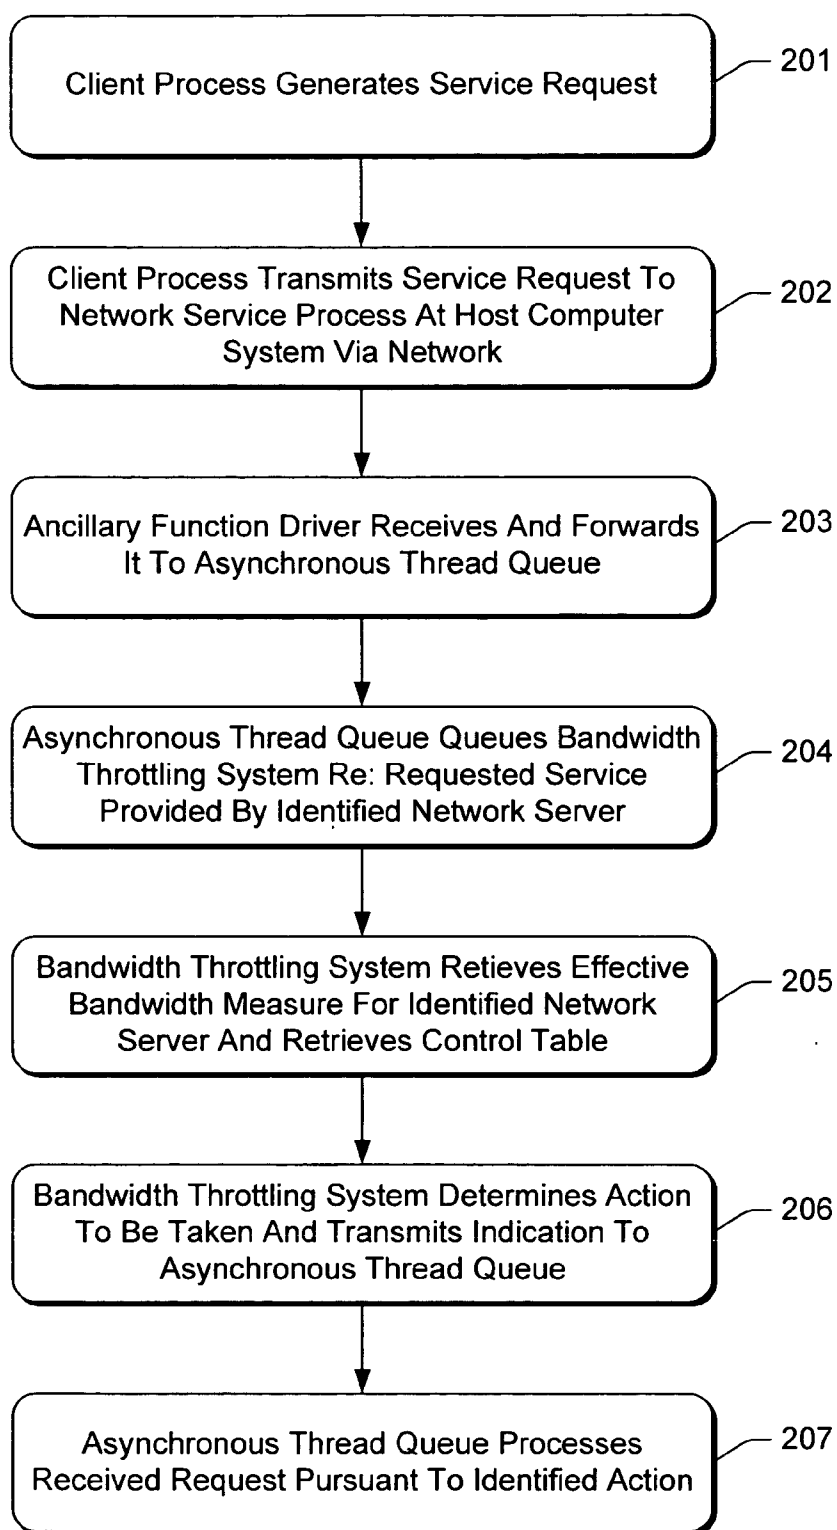 Client Process Generates Service Request
201
Client Process Transmits Service Request To
Network Service Process At Host Computer
System Via Network
202
Ancillary Function Driver Receives And Forwards
It To Asynchronous Thread Queue
203
Asynchronous Thread Queue Queues Bandwidth
Throttling System Re: Requested Service
Provided By Identified Network Server
204
Bandwidth Throttling System Retieves Effective
Bandwidth Measure For Identified Network
Server And Retrieves Control Table
205
Bandwidth Throttling System Determines Action
To Be Taken And Transmits Indication To
Asynchronous Thread Queue
206
Asynchronous Thread Queue Processes
Received Request Pursuant To Identified Action
207